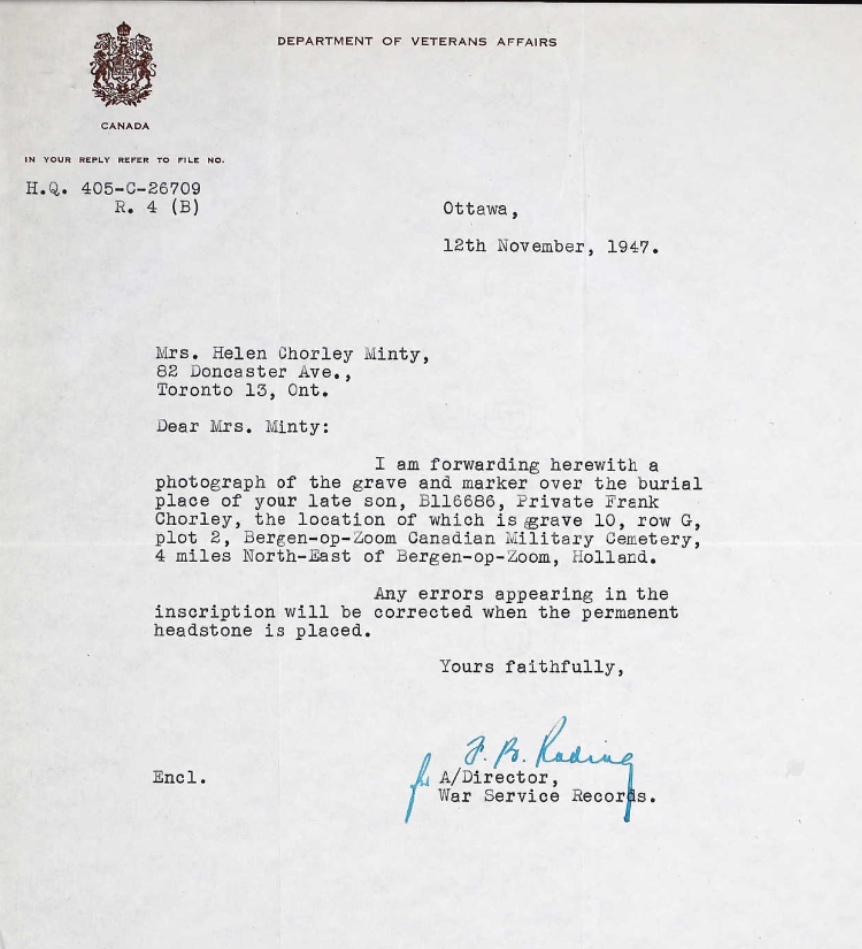 DEPARTMENT OF VETERANS AFFAIRS
CANADA
IN YOUR REPLY REFER TO FILE NO.
H.Q. 405-C-26709
R. 4 (B)
Ottawa,
12th November, 1947.
Mrs. Helen Chorley Minty,
82 Doncaster Ave.,
Toronto 13, Ont.
Dear Mrs. Minty:
I am forwarding herewith a
photograph of the grave and marker over the burial
place of your late son, B116686, Private Frank
Chorley, the location of which is grave 10, row G,
plot 2, Bergen-op-Zoom Canadian Military Cemetery,
4 miles North-East of Bergen-op-Zoom, Holland.
Any errors appearing in the
inscription will be corrected when the permanent
headstone is placed.
Yours faithfully,
F. B.
for A/Director,
War Service Records.
Encl.